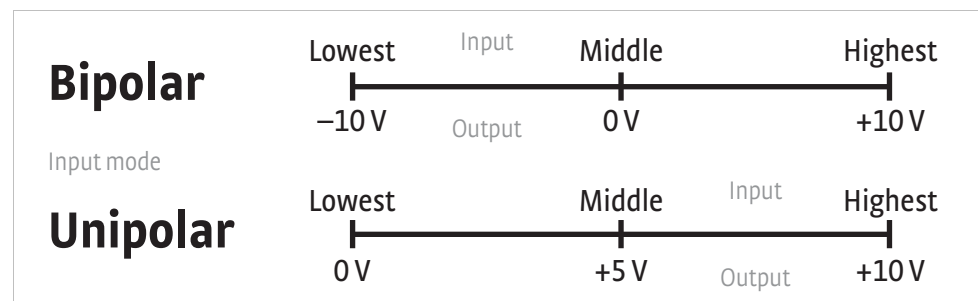 Lowest Input Middle Highest
Bipolar
–10 V Output 0 V +10 V
Input mode
Lowest Middle Input Highest
Unipolar
0 V +5 V Output +10 V